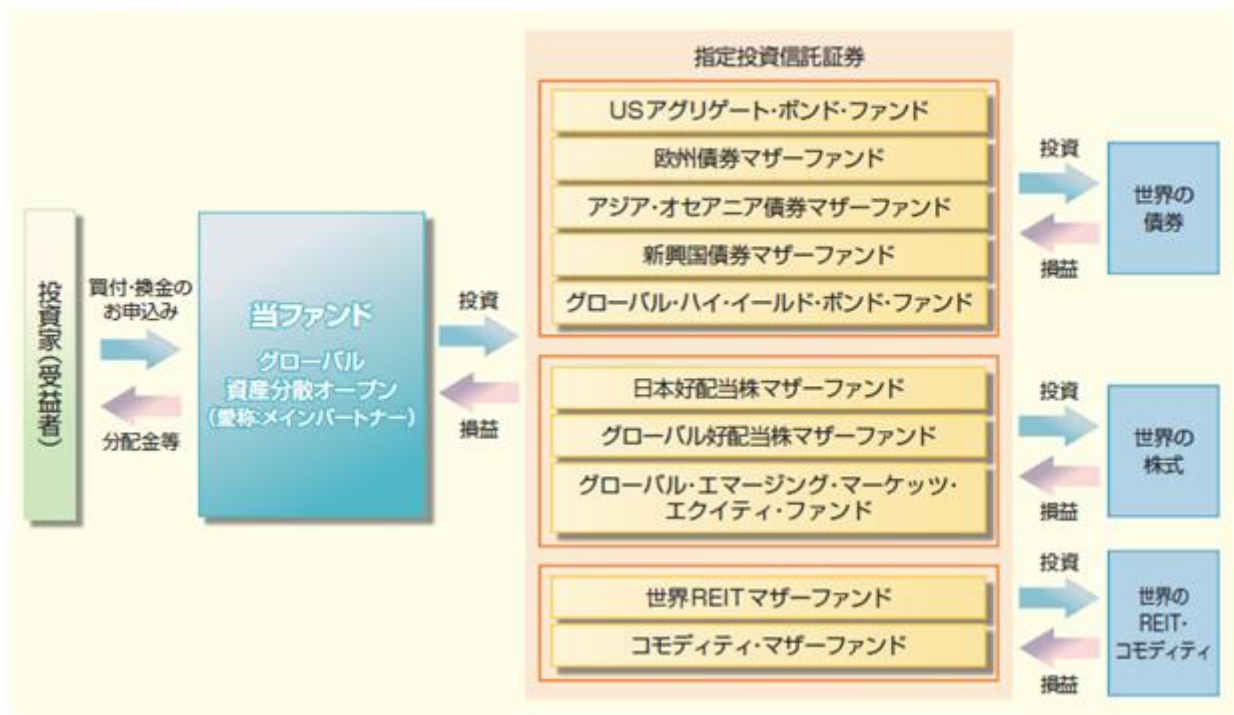 投資家(受益者)
買付・換金の
お申込み
分配金等
当ファンド
グローバル
資産分散オープン
(愛称:メインパートナー)
投資
損益
指定投資信託証券
USアグリゲート・ボンド・ファンド
欧州債券マザーファンド
アジア・オセアニア債券マザーファンド
新興国債券マザーファンド
グローバル・ハイ・イールド・ボンド・ファンド
投資
損益
世界の
債券
日本好配当株マザーファンド
グローバル好配当株マザーファンド
グローバル・エマージング・マーケッツ・
エクイティ・ファンド
投資
損益
世界の
株式
世界REITマザーファンド
コモディティ・マザーファンド
投資
損益
世界の
REIT・
コモディティ